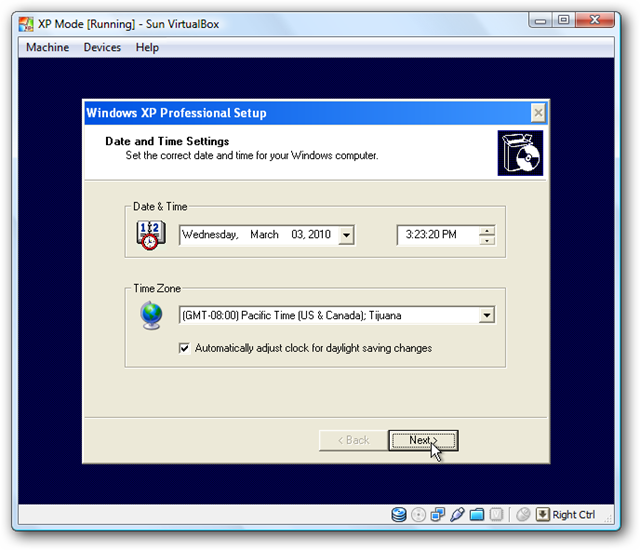 XP Mode [Running] - Sun VirtualBox
Machine Devices Help
Windows XP Professional Setup
Date and Time Settings
Set the correct date and time for your Windows computer.
Date & Time
Wednesday, March 03, 2010 3:23:20 PM
Time Zone
(GMT-08:00) Pacific Time (US & Canada); Tijuana
Automatically adjust clock for daylight saving changes
< Back Next >
Right Ctrl